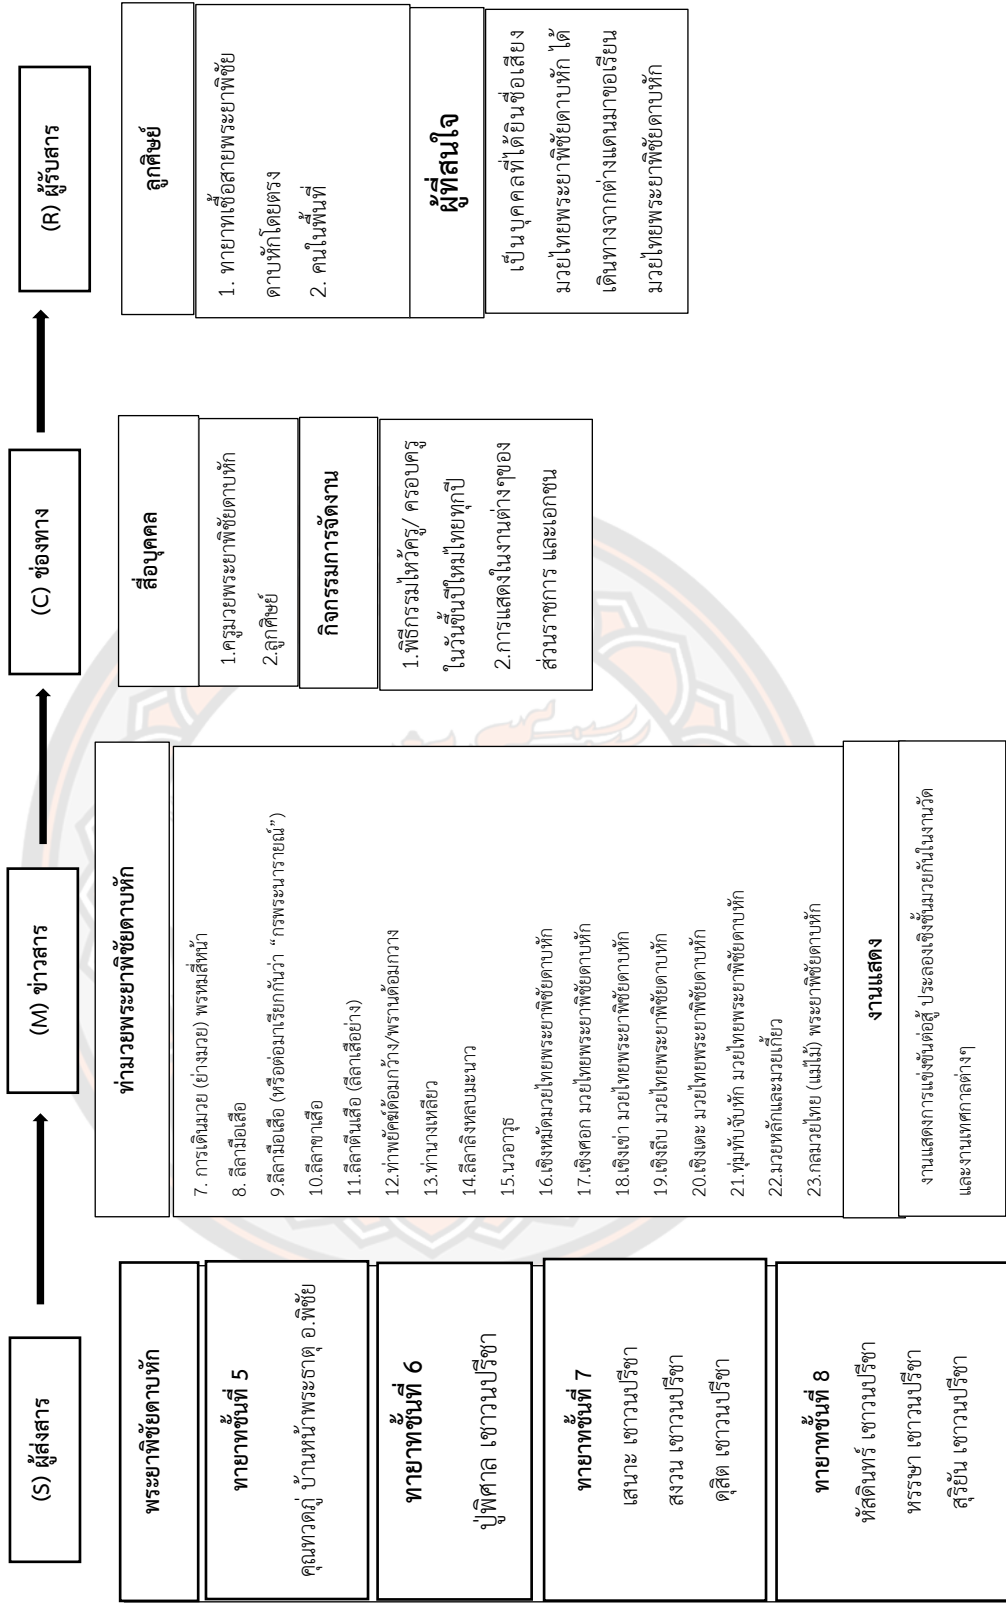 (S) ผู้ส่งสาร
(M) ข่าวสาร
(C) ช่องทาง
(R) ผู้รับสาร
พระยาพิชัยดาบหัก
ทายาทชั้นที่ 5
คุณทวดภู่ บ้านหน้าพระธาตุ อ.พิชัย
ทายาทชั้นที่ 6
ปู่พิศาล เชาวนปรีชา
ทายาทชั้นที่ 7
เสนาะ เชาวนปรีชา
สงวน เชาวนปรีชา
ดุสิต เชาวนปรีชา
ทายาทชั้นที่ 8
หัสดินทร์ เชาวนปรีชา
หรรษา เชาวนปรีชา
สุริยัน เชาวนปรีชา
ท่ามวยพระยาพิชัยดาบหัก
7. การเดินมวย (ย่างมวย) พรหมสี่หน้า
8. ลีลามือเสือ
9.ลีลามือเสือ (หรือต่อมาเรียกกันว่า “กรพระนารายณ์”)
10.ลีลาขาเสือ
11.ลีลาตีนเสือ (ลีลาเสือย่าง)
12.ท่าพยัคฆ์ด้อมกว้าง/พรานด้อมกวาง
13.ท่านางเหลียว
14.ลีลาลิงหลบมะนาว
15.นวอาวุธ
16.เชิงหมัดมวยไทยพระยาพิชัยดาบหัก
17.เชิงศอก มวยไทยพระยาพิชัยดาบหัก
18.เชิงเข่า มวยไทยพระยาพิชัยดาบหัก
19.เชิงถีบ มวยไทยพระยาพิชัยดาบหัก
20.เชิงเตะ มวยไทยพระยาพิชัยดาบหัก
21.ทุ่มทับจับหัก มวยไทยพระยาพิชัยดาบหัก
22.มวยหลักและมวยเกี้ยว
23.กลมวยไทย (แม่ไม้) พระยาพิชัยดาบหัก
งานแสดง
งานแสดงการแข่งขันต่อสู้ ประลองเชิงชั้นมวยกันในงานวัด
และงานเทศกาลต่างๆ
สื่อบุคคล
1.ครูมวยพระยาพิชัยดาบหัก
2.ลูกศิษย์
กิจกรรมการจัดงาน
1.พิธีกรรมไหว้ครู/ ครอบครู
ในวันขึ้นปีใหม่ไทยทุกปี
2.การแสดงในงานต่างๆของ
ส่วนราชการ และเอกชน
ลูกศิษย์
1. ทายาทเชื้อสายพระยาพิชัย
ดาบหักโดยตรง
2. คนในพื้นที่
ผู้ที่สนใจ
เป็นบุคคลที่ได้ยินชื่อเสียง
มวยไทยพระยาพิชัยดาบหัก ได้
เดินทางจากต่างแดนมาขอเรียน
มวยไทยพระยาพิชัยดาบหัก